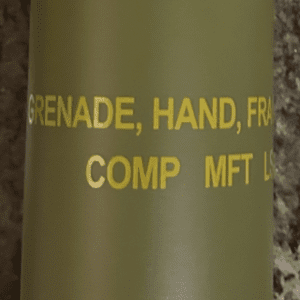 GRENADE, HAND, FRA
COMP MFT L